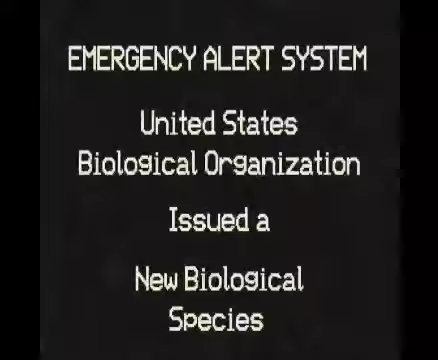 EMERGENCY ALERT SYSTEM
United States
Biological Organization
Issued a
New Biological
Species